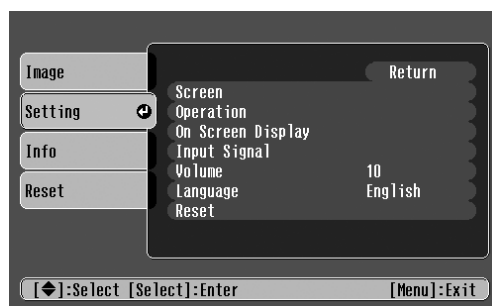 Image
Setting
Info
Reset
Return
Screen
Operation
On Screen Display
Input Signal
Volume 10
Language English
Reset
[◆]:Select [Select]:Enter [Menu]:Exit